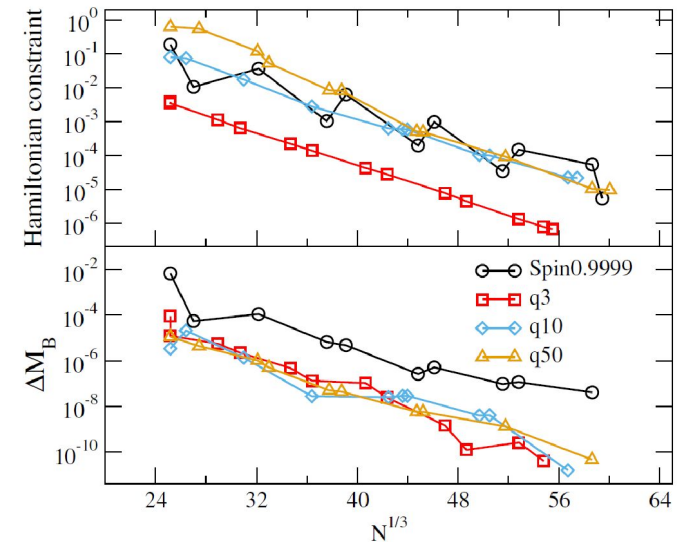 Hamiltonian constraint
10^0
10^-1
10^-2
10^-3
10^-4
10^-5
10^-6
ΔM_B
10^-2
10^-4
10^-6
10^-8
10^-10
Spin0.9999
q3
q10
q50
24 32 40 48 56 64
N^1/3